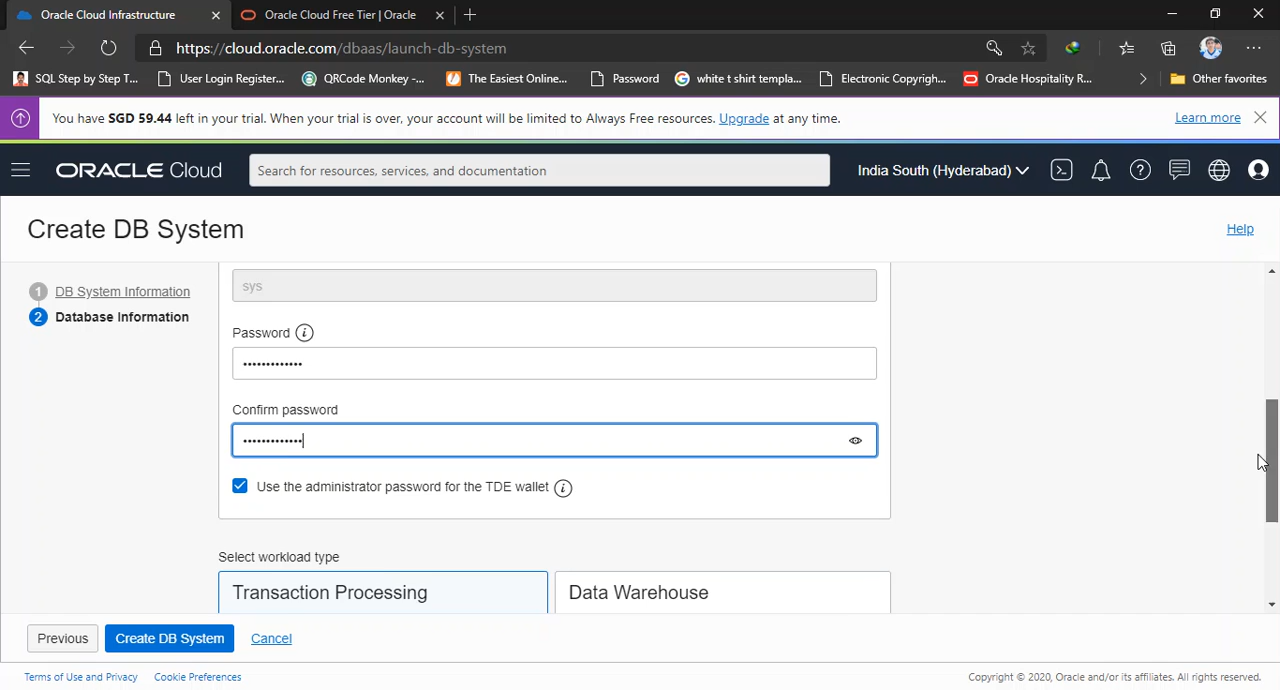 Oracle Cloud Infrastructure
Oracle Cloud Free Tier | Oracle
https://cloud.oracle.com/dbaas/launch-db-system
SQL Step by Step T...
User Login Register...
QRCode Monkey -...
The Easiest Online...
Password
white t shirt templa...
Electronic Copyrigh...
Oracle Hospitality R...
Other favorites
You have SGD 59.44 left in your trial. When your trial is over, your account will be limited to Always Free resources. Upgrade at any time.
Learn more
ORACLE Cloud
Search for resources, services, and documentation
India South (Hyderabad)
Create DB System
Help
1 DB System Information
2 Database Information
sys
Password
•••••••••••••
Confirm password
•••••••••••••
Use the administrator password for the TDE wallet
Select workload type
Transaction Processing
Data Warehouse
Previous
Create DB System
Cancel
Terms of Use and Privacy
Cookie Preferences
Copyright © 2020, Oracle and/or its affiliates. All rights reserved.